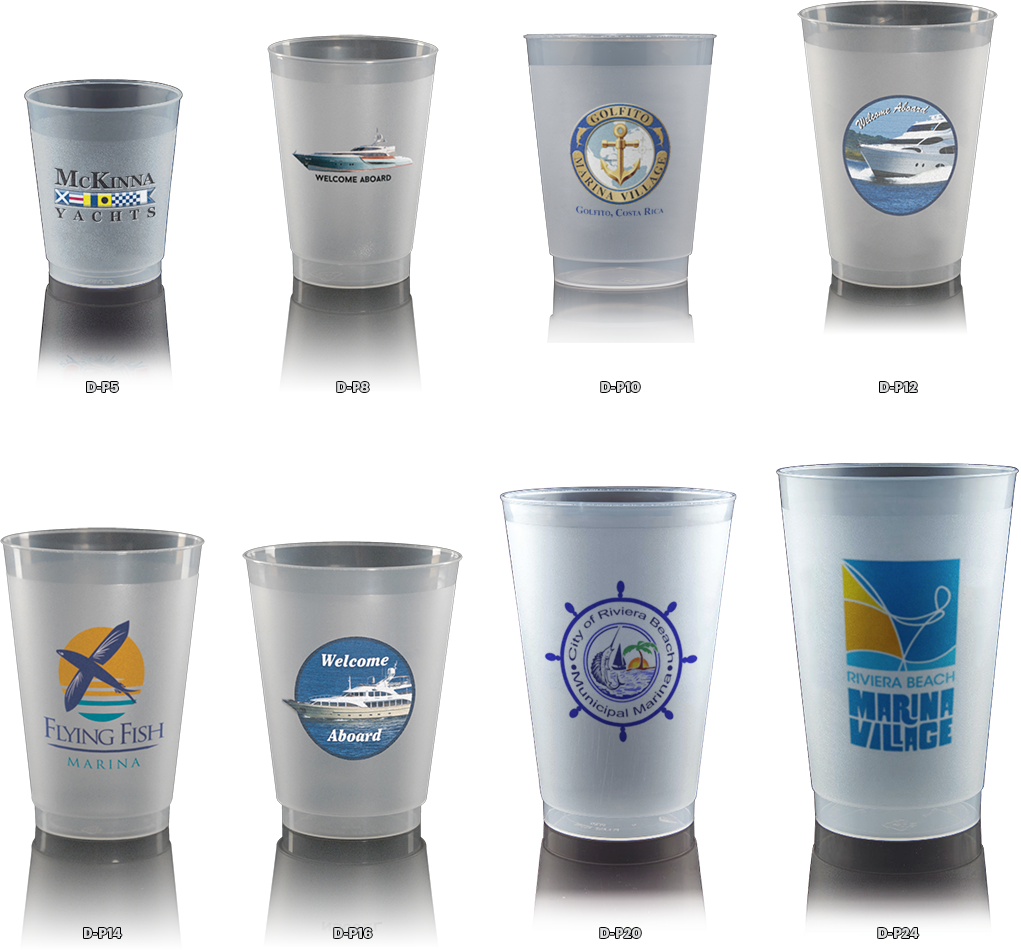 McKinna
YACHTS
WELCOME ABOARD
GOLFITO
MARINA VILLAGE
Golfito, Costa Rica
Welcome Aboard
D-P5
D-P8
D-P10
D-P12
FLYING FISH
MARINA
Welcome
Aboard
City of Riviera Beach
Municipal Marina
RIVIERA BEACH
MARINA
VILLAGE
D-P14
D-P16
D-P20
D-P24